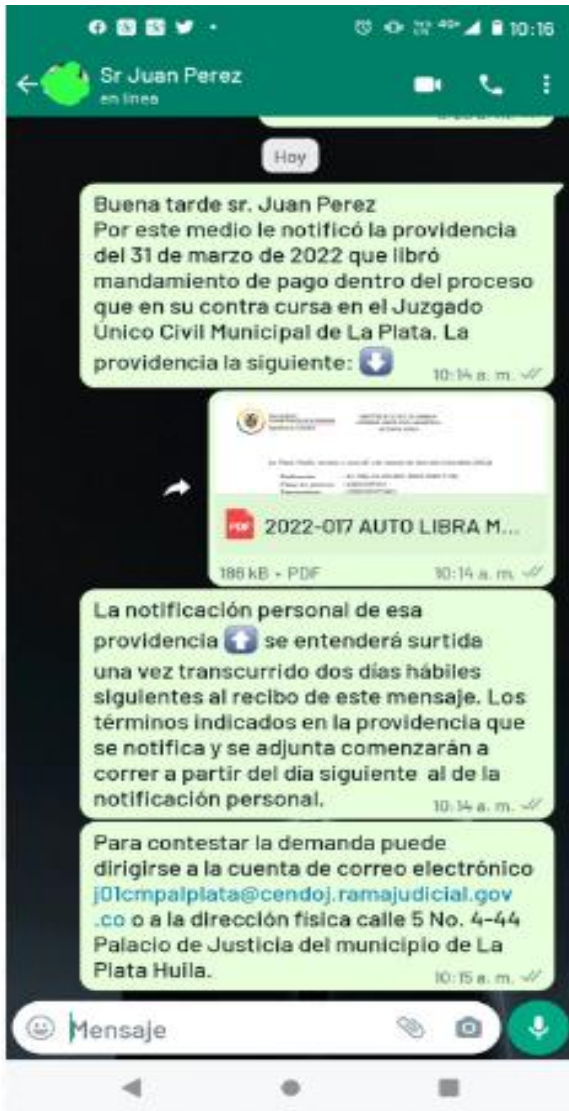 10:16
Sr Juan Perez
en línea
Hoy
Buena tarde sr. Juan Perez
Por este medio le notificó la providencia
del 31 de marzo de 2022 que libró
mandamiento de pago dentro del proceso
que en su contra cursa en el Juzgado
Único Civil Municipal de La Plata. La
providencia la siguiente: ⬇️
10:14 a. m.
PDF
2022-017 AUTO LIBRA M...
186 kB • PDF
10:14 a. m.
La notificación personal de esa
providencia ⬆️ se entenderá surtida
una vez transcurrido dos días hábiles
siguientes al recibo de este mensaje. Los
términos indicados en la providencia que
se notifica y se adjunta comenzarán a
correr a partir del día siguiente al de la
notificación personal.
10:14 a. m.
Para contestar la demanda puede
dirigirse a la cuenta de correo electrónico
j01cmpalplata@cendoj.ramajudicial.gov
.co o a la dirección física calle 5 No. 4-44
Palacio de Justicia del municipio de La
Plata Huila.
10:15 a. m.
Mensaje